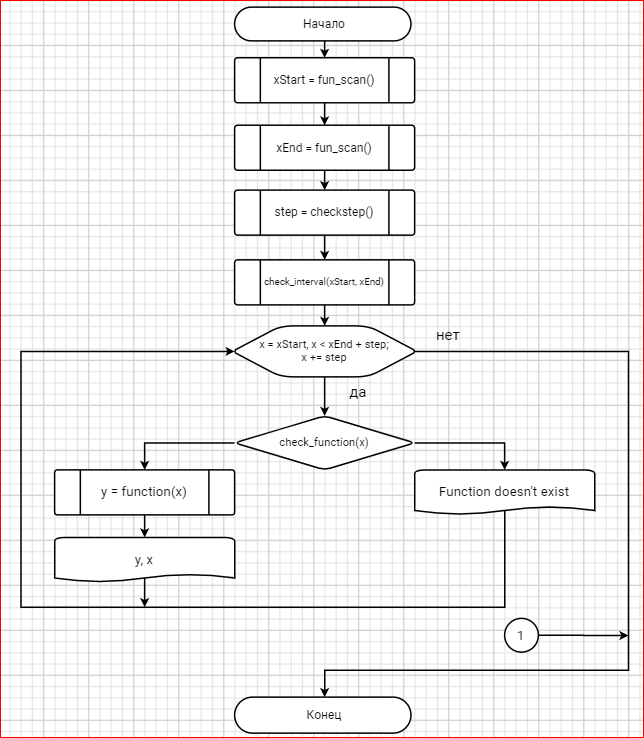 Начало
xStart = fun_scan()
xEnd = fun_scan()
step = checkstep()
check_interval(xStart, xEnd)
x = xStart, x < xEnd + step;
x += step
нет
да
check_function(x)
y = function(x)
Function doesn't exist
y, x
1
Конец